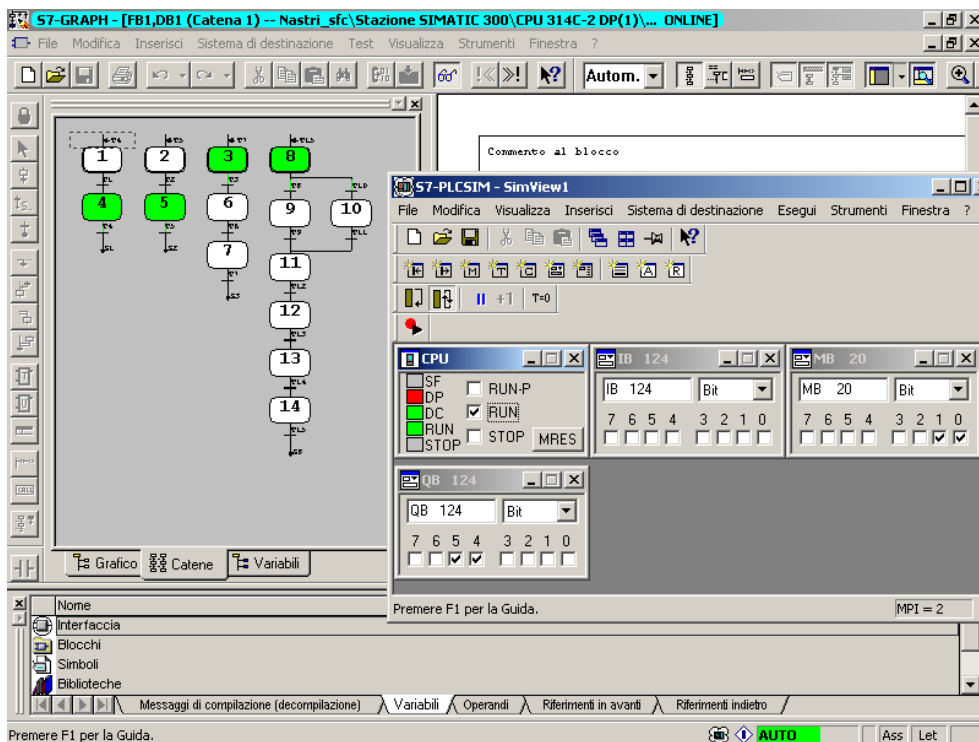 S7-GRAPH - [FB1,DB1 (Catena 1) -- Nastri_sfc\Stazione SIMATIC 300\CPU 314C-2 DP(1)\... ONLINE]
File Modifica Inserisci Sistema di destinazione Test Visualizza Strumenti Finestra ?
Autom.
1 2 3 8
4 5 6 9 10
7 11
12
13
14
Commento al blocco
S7-PLCSIM - SimView1
File Modifica Visualizza Inserisci Sistema di destinazione Esegui Strumenti Finestra ?
+1 T=0
CPU
SF
DP
DC
RUN
STOP
RUN-P
RUN
STOP
MRES
IB 124
IB 124 Bit
7 6 5 4 3 2 1 0
MB 20
MB 20 Bit
7 6 5 4 3 2 1 0
QB 124
QB 124 Bit
7 6 5 4 3 2 1 0
Premere F1 per la Guida. MPI = 2
Grafico Catene Variabili
Nome
Interfaccia
Blocchi
Simboli
Biblioteche
Messaggi di compilazione (decompilazione) Variabili Operandi Riferimenti in avanti Riferimenti indietro
Premere F1 per la Guida. AUTO Ass Let